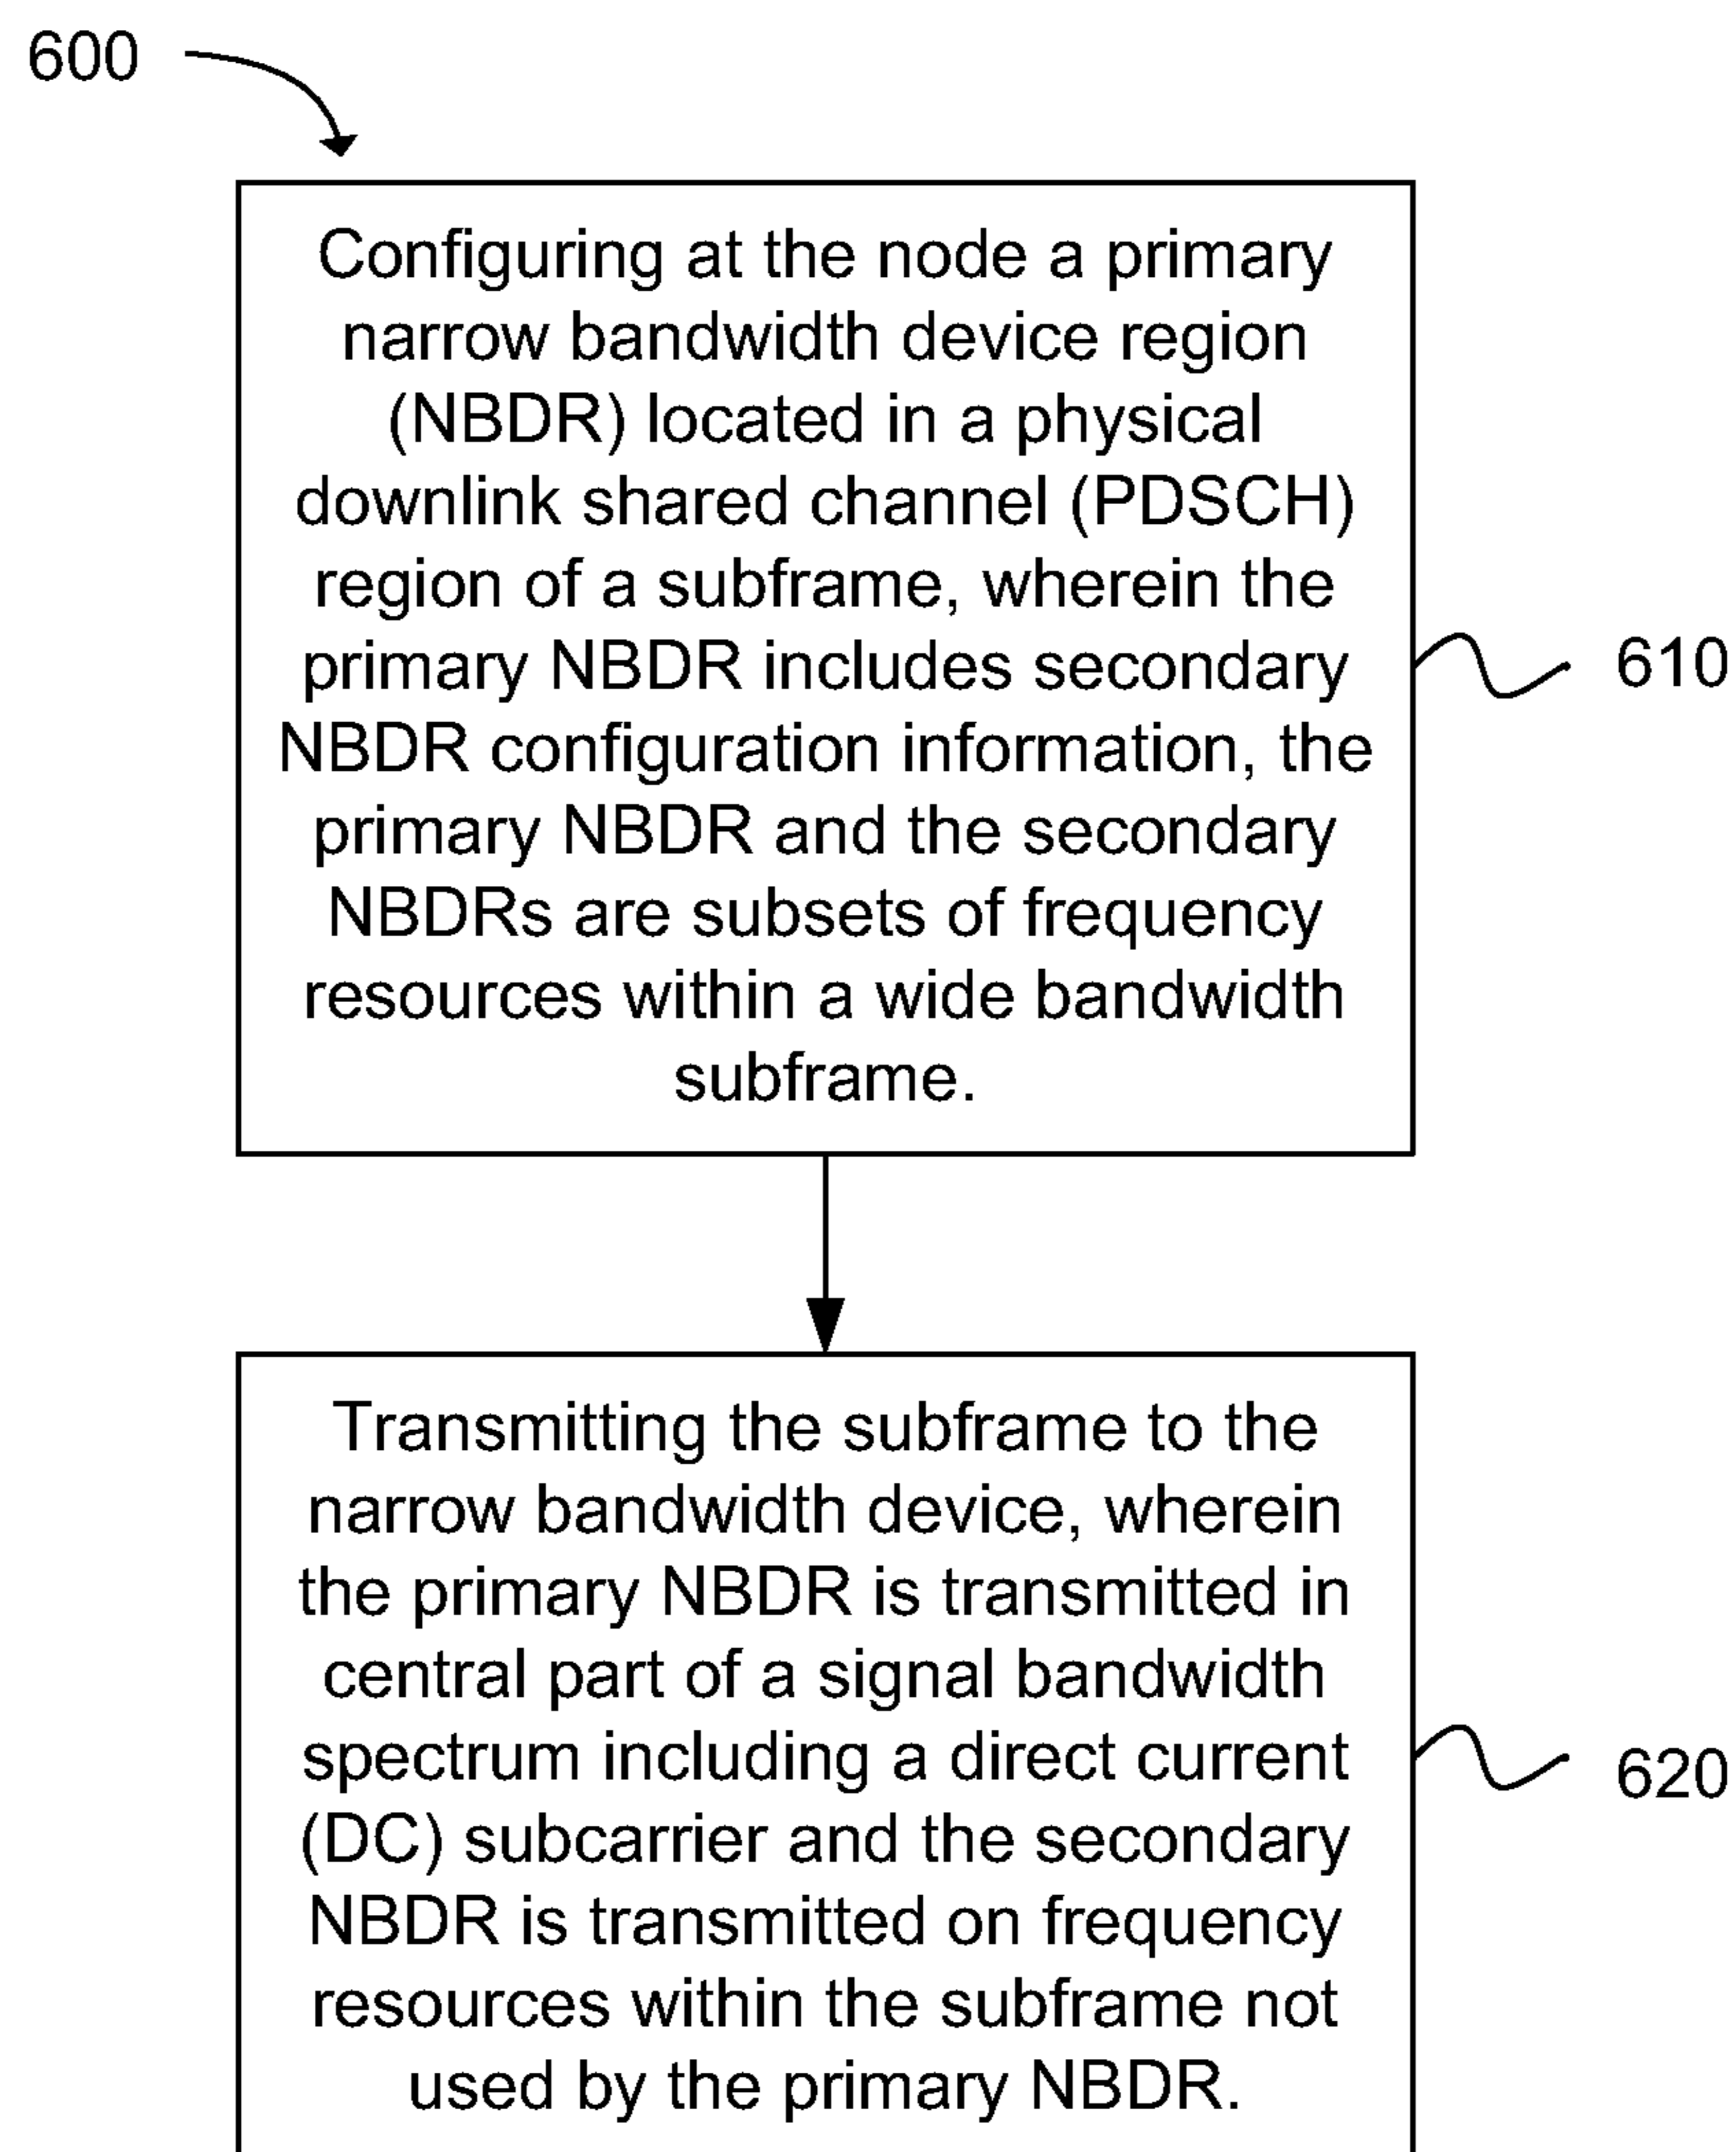 600
Configuring at the node a primary
narrow bandwidth device region
(NBDR) located in a physical
downlink shared channel (PDSCH)
region of a subframe, wherein the
primary NBDR includes secondary
NBDR configuration information, the
primary NBDR and the secondary
NBDRs are subsets of frequency
resources within a wide bandwidth
subframe.
610
Transmitting the subframe to the
narrow bandwidth device, wherein
the primary NBDR is transmitted in
central part of a signal bandwidth
spectrum including a direct current
(DC) subcarrier and the secondary
NBDR is transmitted on frequency
resources within the subframe not
used by the primary NBDR.
620